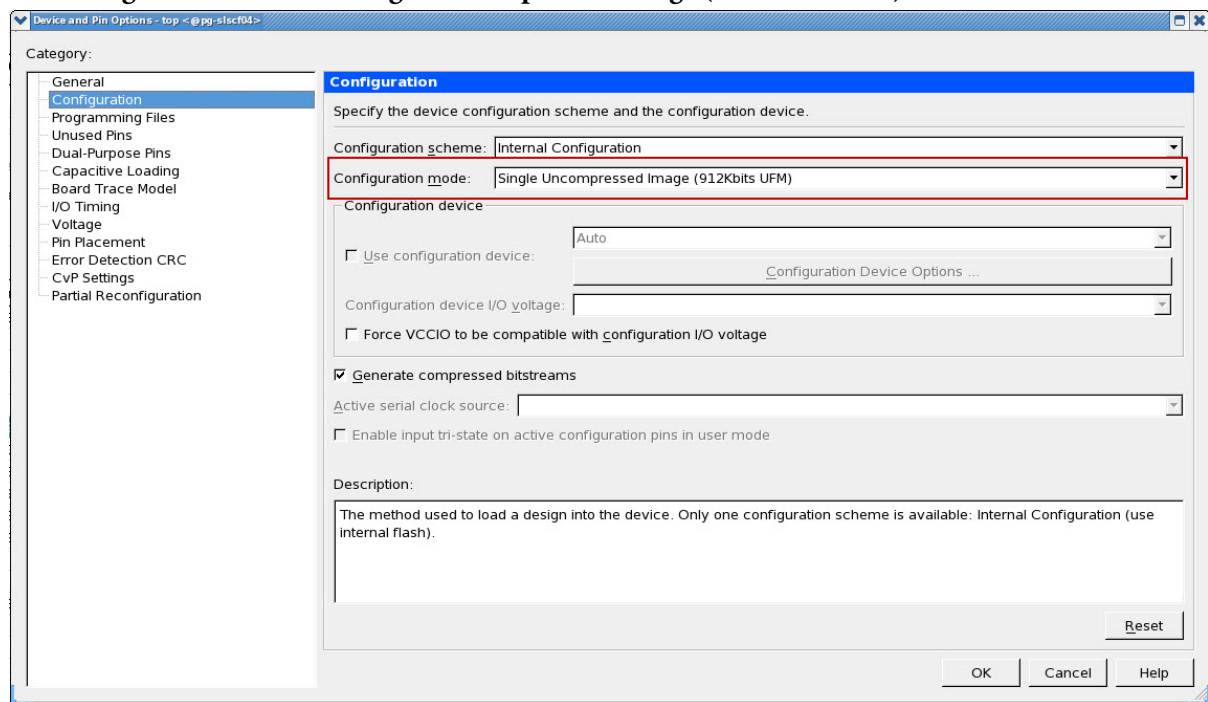 Device and Pin Options - top <@pg-slscf04>
Category:
General
Configuration
Programming Files
Unused Pins
Dual-Purpose Pins
Capacitive Loading
Board Trace Model
I/O Timing
Voltage
Pin Placement
Error Detection CRC
CvP Settings
Partial Reconfiguration
Configuration
Specify the device configuration scheme and the configuration device.
Configuration scheme: Internal Configuration
Configuration mode: Single Uncompressed Image (912Kbits UFM)
Configuration device
Auto
Use configuration device:
Configuration Device Options ...
Configuration device I/O voltage:
Force VCCIO to be compatible with configuration I/O voltage
Generate compressed bitstreams
Active serial clock source:
Enable input tri-state on active configuration pins in user mode
Description:
The method used to load a design into the device. Only one configuration scheme is available: Internal Configuration (use
internal flash).
Reset
OK Cancel Help